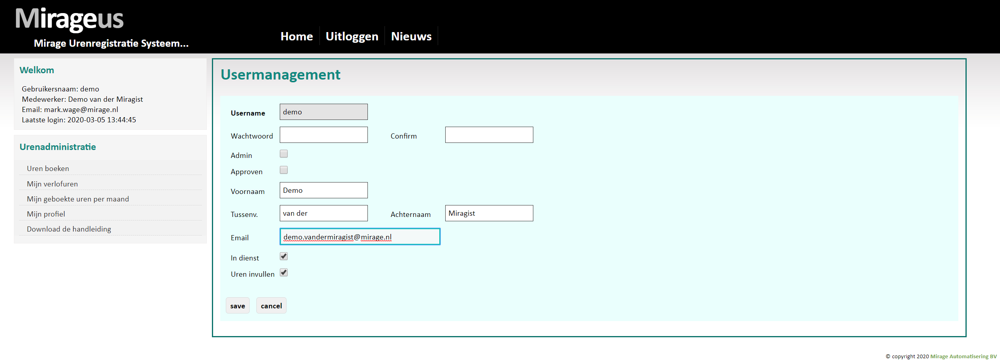 Mirageus
Mirage Urenregistratie Systeem...
Home Uitloggen Nieuws
Welkom
Gebruikersnaam: demo
Medewerker: Demo van der Miragist
Email: mark.wage@mirage.nl
Laatste login: 2020-03-05 13:44:45
Urenadministratie
Uren boeken
Mijn verlofuren
Mijn geboekte uren per maand
Mijn profiel
Download de handleiding
Usermanagement
Username demo
Wachtwoord Confirm
Admin
Approven
Voornaam Demo
Tussenv. van der Achternaam Miragist
Email demo.vandermiragist@mirage.nl
In dienst
Uren invullen
save cancel
© copyright 2020 Mirage Automatisering BV